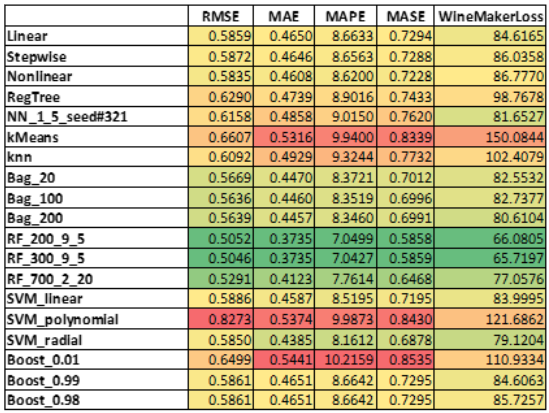 RMSE MAE MAPE MASE WineMakerLoss
Linear 0.5859 0.4650 8.6633 0.7294 84.6165
Stepwise 0.5872 0.4646 8.6563 0.7288 86.0358
Nonlinear 0.5835 0.4608 8.6200 0.7228 86.7770
RegTree 0.6290 0.4739 8.9016 0.7433 98.7678
NN_1_5_seed#321 0.6158 0.4858 9.0150 0.7620 81.6527
kMeans 0.6607 0.5316 9.9400 0.8339 150.0844
knn 0.6092 0.4929 9.3244 0.7732 102.4079
Bag_20 0.5669 0.4470 8.3721 0.7012 82.5532
Bag_100 0.5636 0.4460 8.3519 0.6996 82.7377
Bag_200 0.5639 0.4457 8.3460 0.6991 80.6104
RF_200_9_5 0.5052 0.3735 7.0499 0.5858 66.0805
RF_300_9_5 0.5046 0.3735 7.0427 0.5859 65.7197
RF_700_2_20 0.5291 0.4123 7.7614 0.6468 77.0576
SVM_linear 0.5886 0.4587 8.5195 0.7195 83.9995
SVM_polynomial 0.8273 0.5374 9.9873 0.8430 121.6862
SVM_radial 0.5850 0.4385 8.1612 0.6878 79.1204
Boost_0.01 0.6499 0.5441 10.2159 0.8535 110.9334
Boost_0.99 0.5861 0.4651 8.6642 0.7295 84.6063
Boost_0.98 0.5861 0.4651 8.6642 0.7295 85.7257